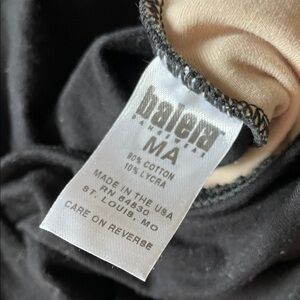 balera
DANCEWEAR
MA
90% COTTON
10% LYCRA
MADE IN THE USA
RN 84830
ST. LOUIS, MO
CARE ON REVERSE